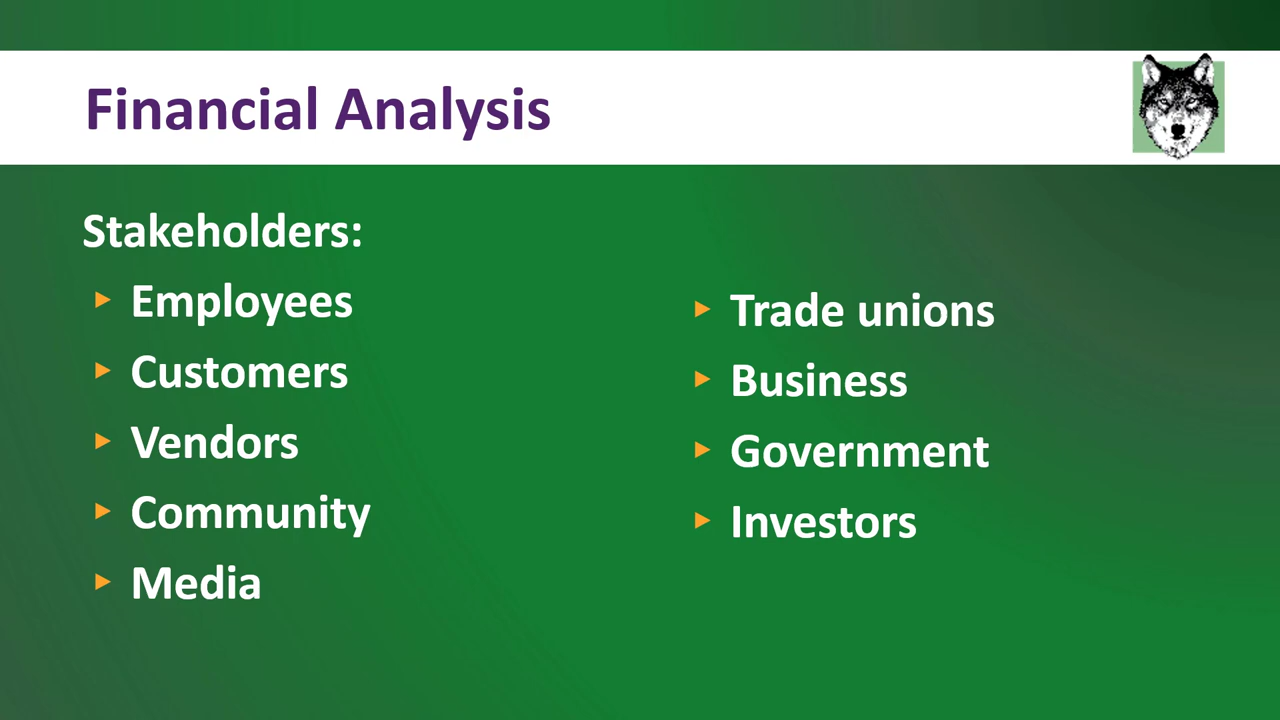 Financial Analysis
Stakeholders:
Employees
Customers
Vendors
Community
Media
Trade unions
Business
Government
Investors